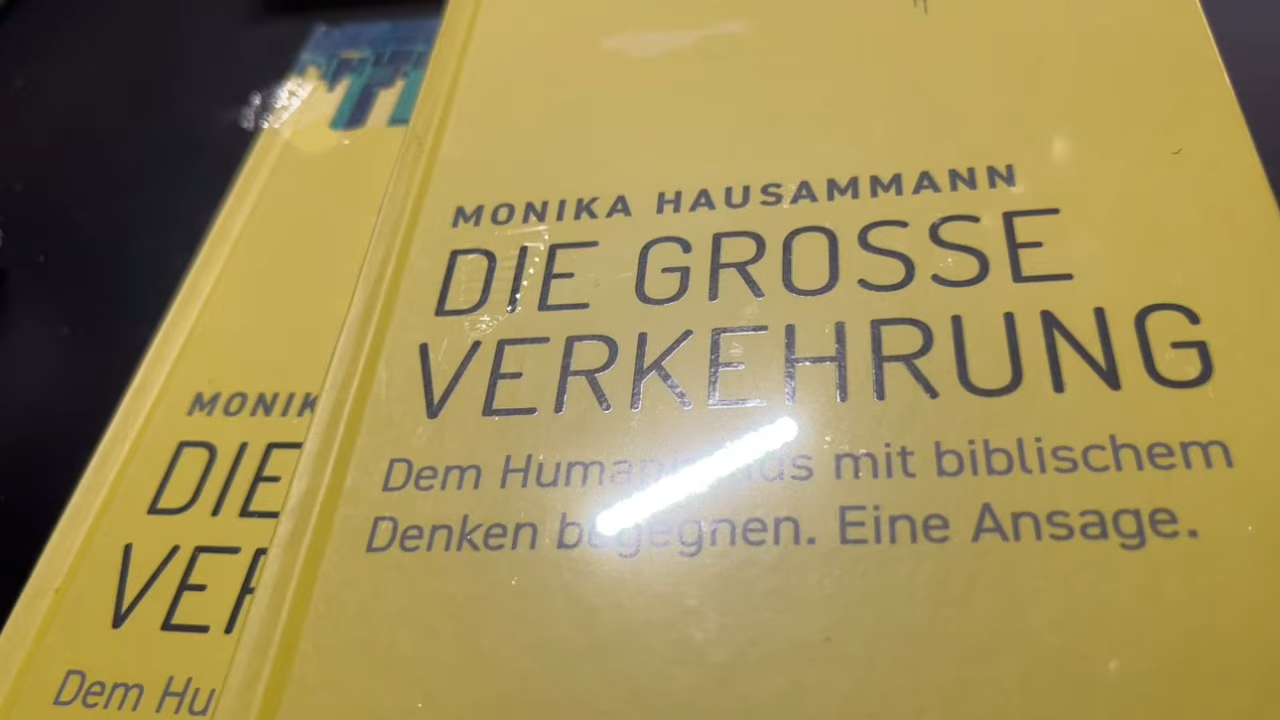 MONIKA HAUSAMMANN
DIE GROSSE
VERKEHRUNG
Dem Humanismus mit biblischem
Denken begegnen. Eine Ansage.
MONIK
DIE
VER
Dem Hu